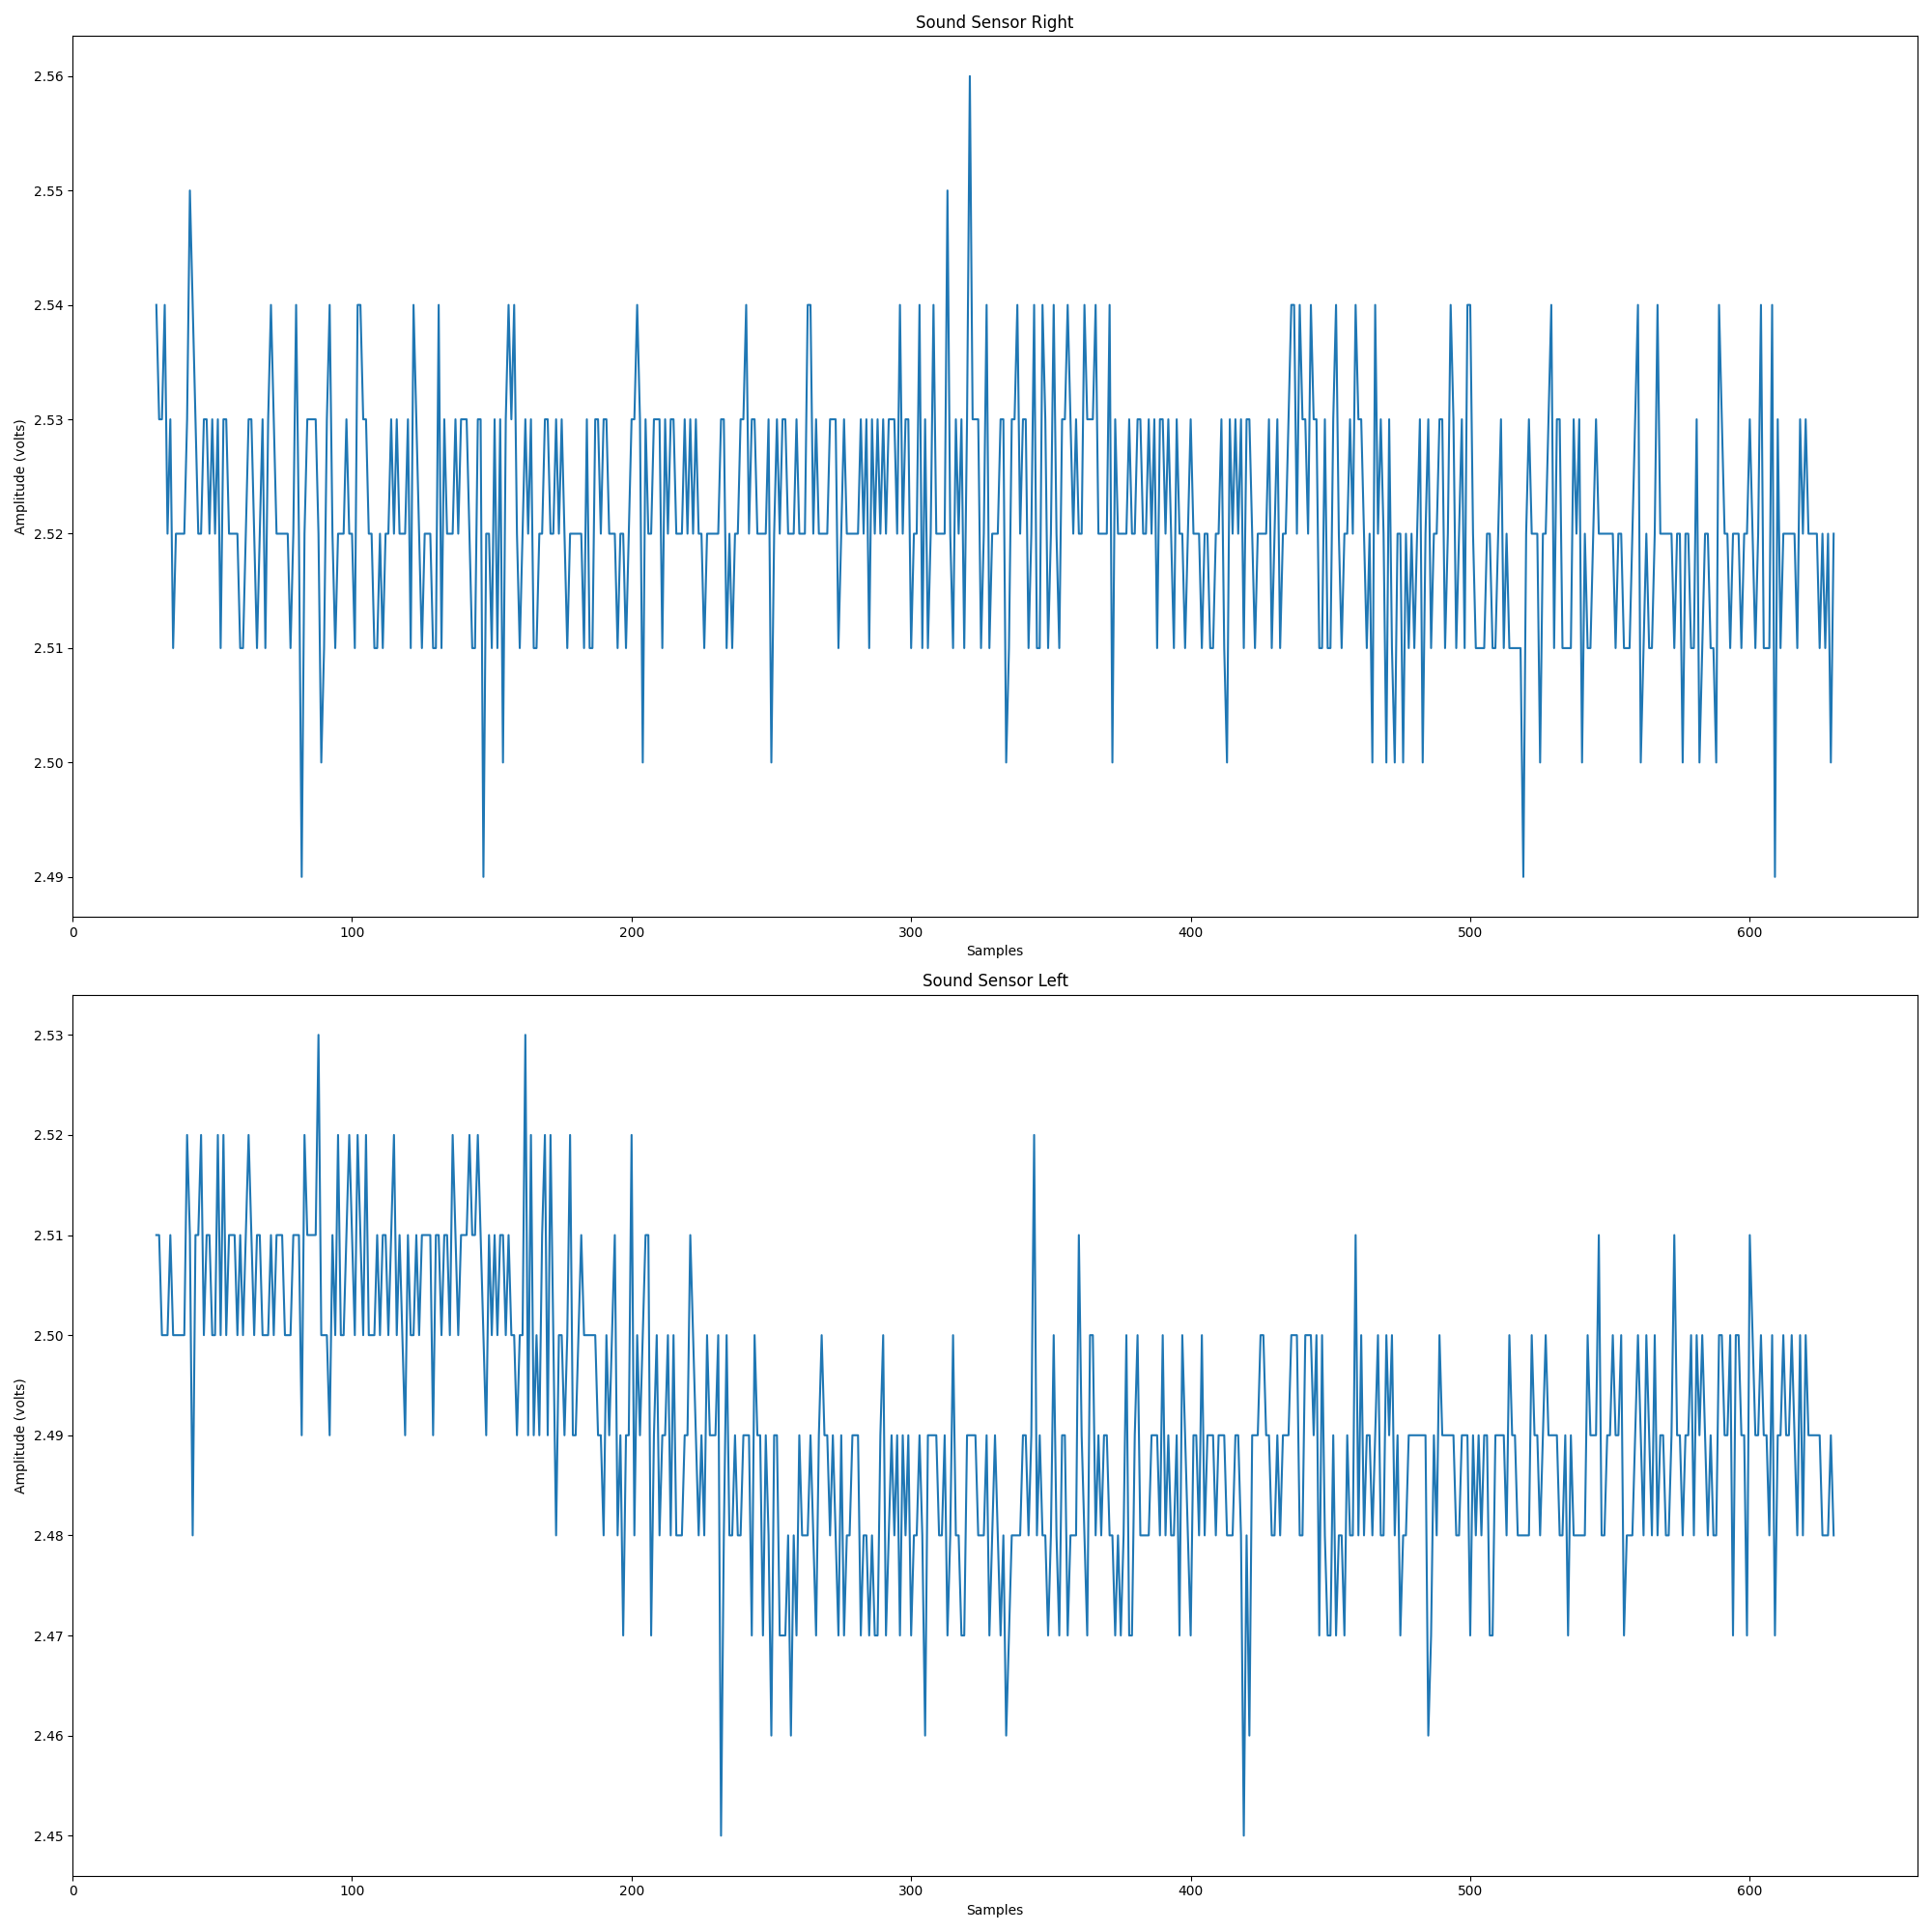 Sound Sensor Right
2.56
2.55
2.54
2.53
2.52
2.51
2.50
2.49
Amplitude (volts)
0 100 200 300 400 500 600
Samples
Sound Sensor Left
2.53
2.52
2.51
2.50
2.49
2.48
2.47
2.46
2.45
Amplitude (volts)
0 100 200 300 400 500 600
Samples